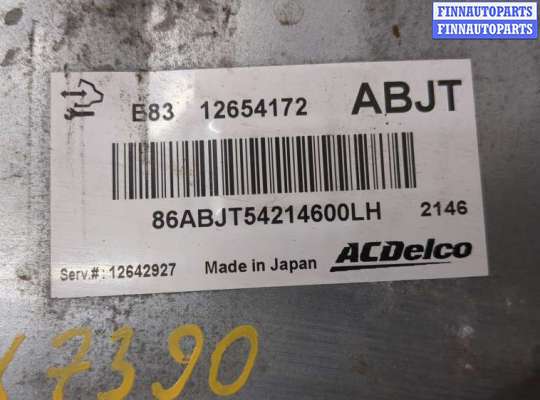 FINNAUTOPARTS
FINNAUTOPARTS
E83 12654172 ABJT
86ABJT54214600LH 2146
Serv.#: 12642927 Made in Japan ACDelco
7390